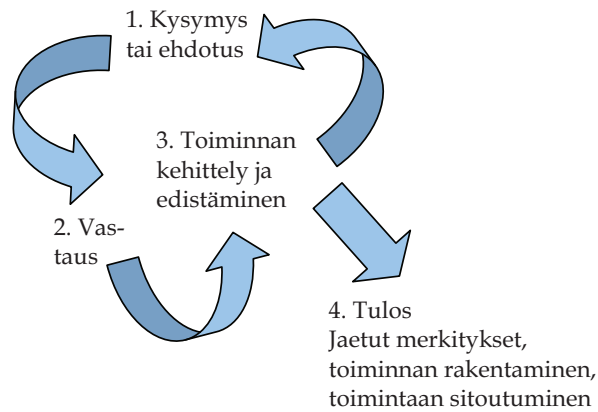 1. Kysymys
tai ehdotus
3. Toiminnan
kehittely ja
edistäminen
2. Vas-
taus
4. Tulos
Jaetut merkitykset,
toiminnan rakentaminen,
toimintaan sitoutuminen